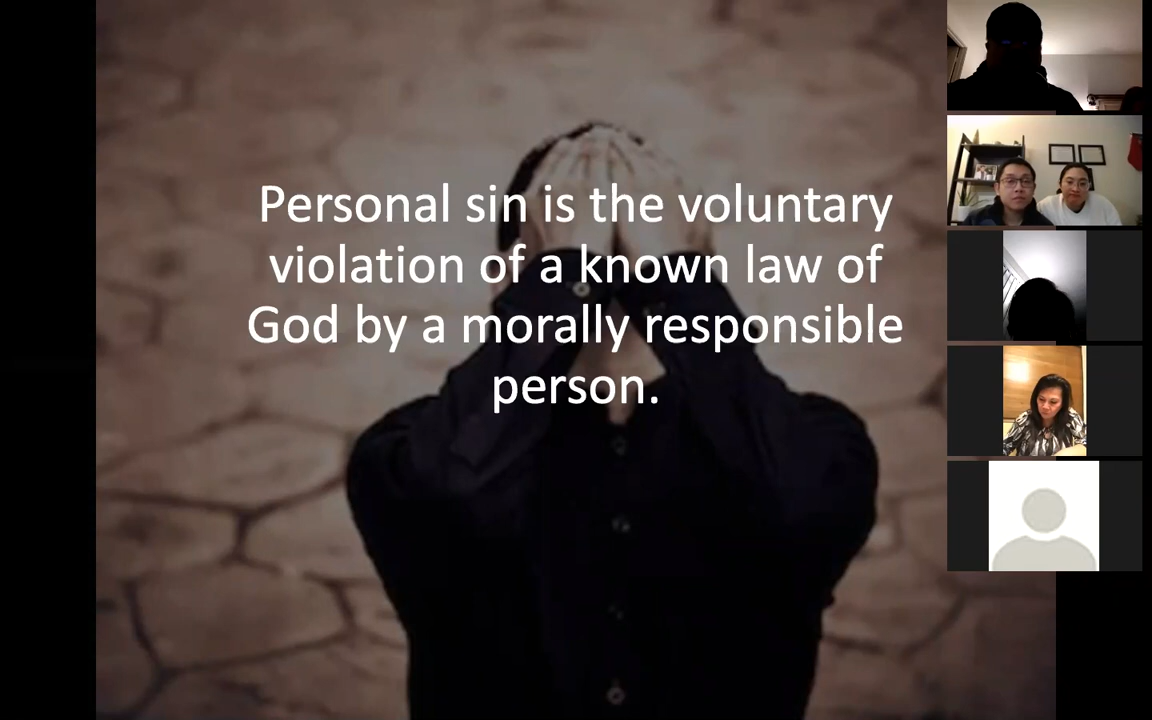 Personal sin is the voluntary
violation of a known law of
God by a morally responsible
person.